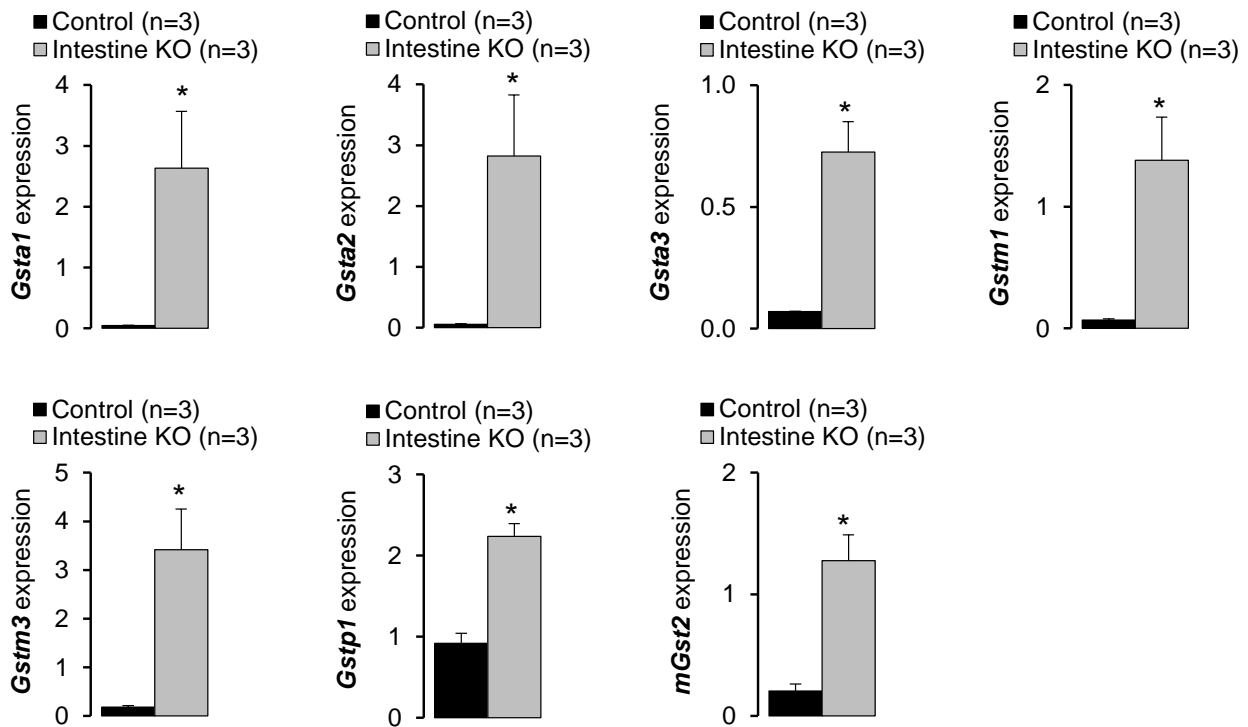 Control (n=3)
Intestine KO (n=3)
Gsta1 expression
4
3
2
1
0
*
Control (n=3)
Intestine KO (n=3)
Gsta2 expression
4
3
2
1
0
*
Control (n=3)
Intestine KO (n=3)
Gsta3 expression
1.0
0.5
0.0
*
Control (n=3)
Intestine KO (n=3)
Gstm1 expression
2
1
0
*
Control (n=3)
Intestine KO (n=3)
Gstm3 expression
5
4
3
2
1
0
*
Control (n=3)
Intestine KO (n=3)
Gstp1 expression
3
2
1
0
*
Control (n=3)
Intestine KO (n=3)
mGst2 expression
2
1
0
*